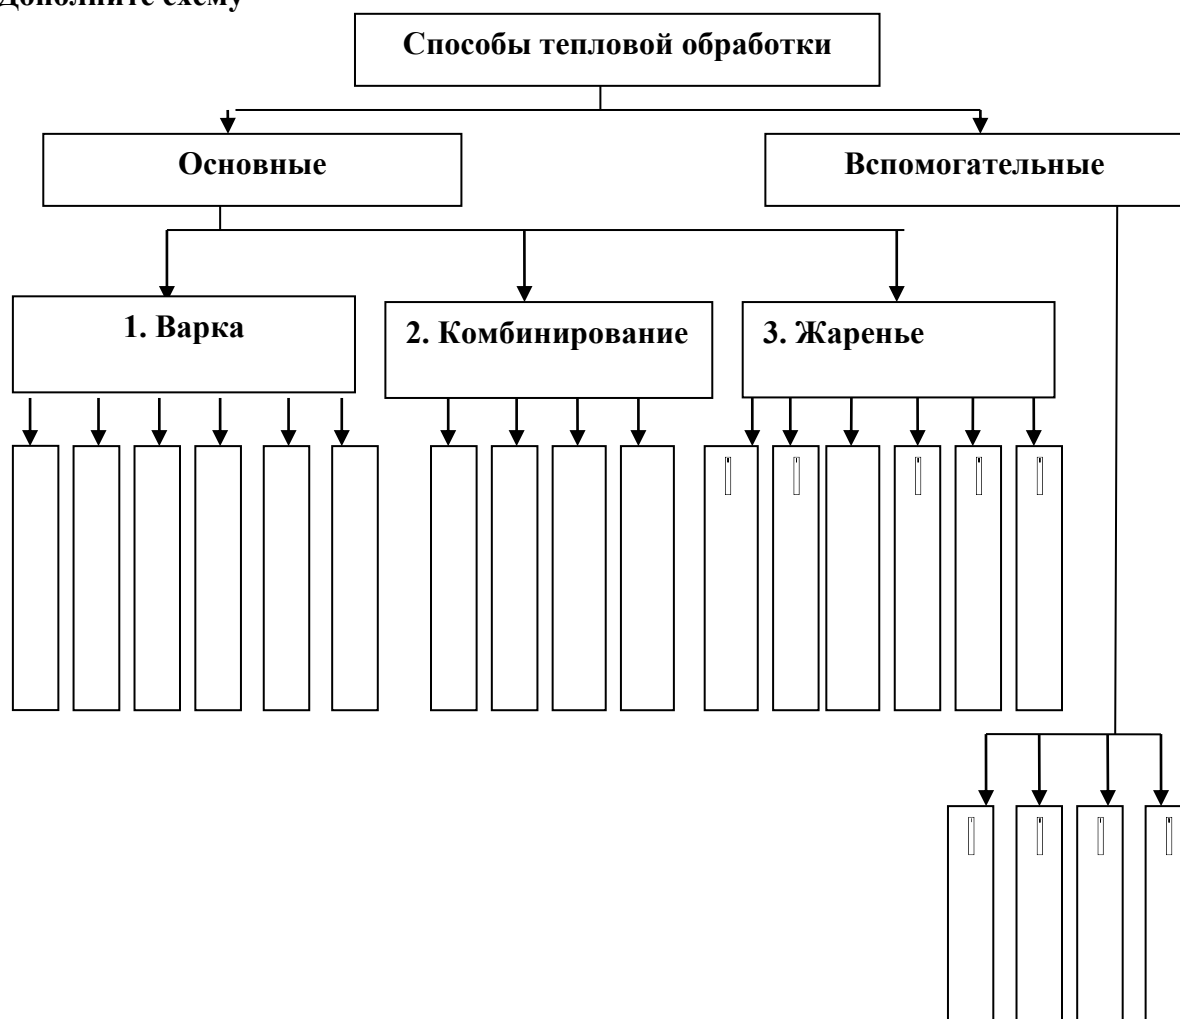 Дополните схему
Способы тепловой обработки
Основные
Вспомогательные
1. Варка
2. Комбинирование
3. Жаренье